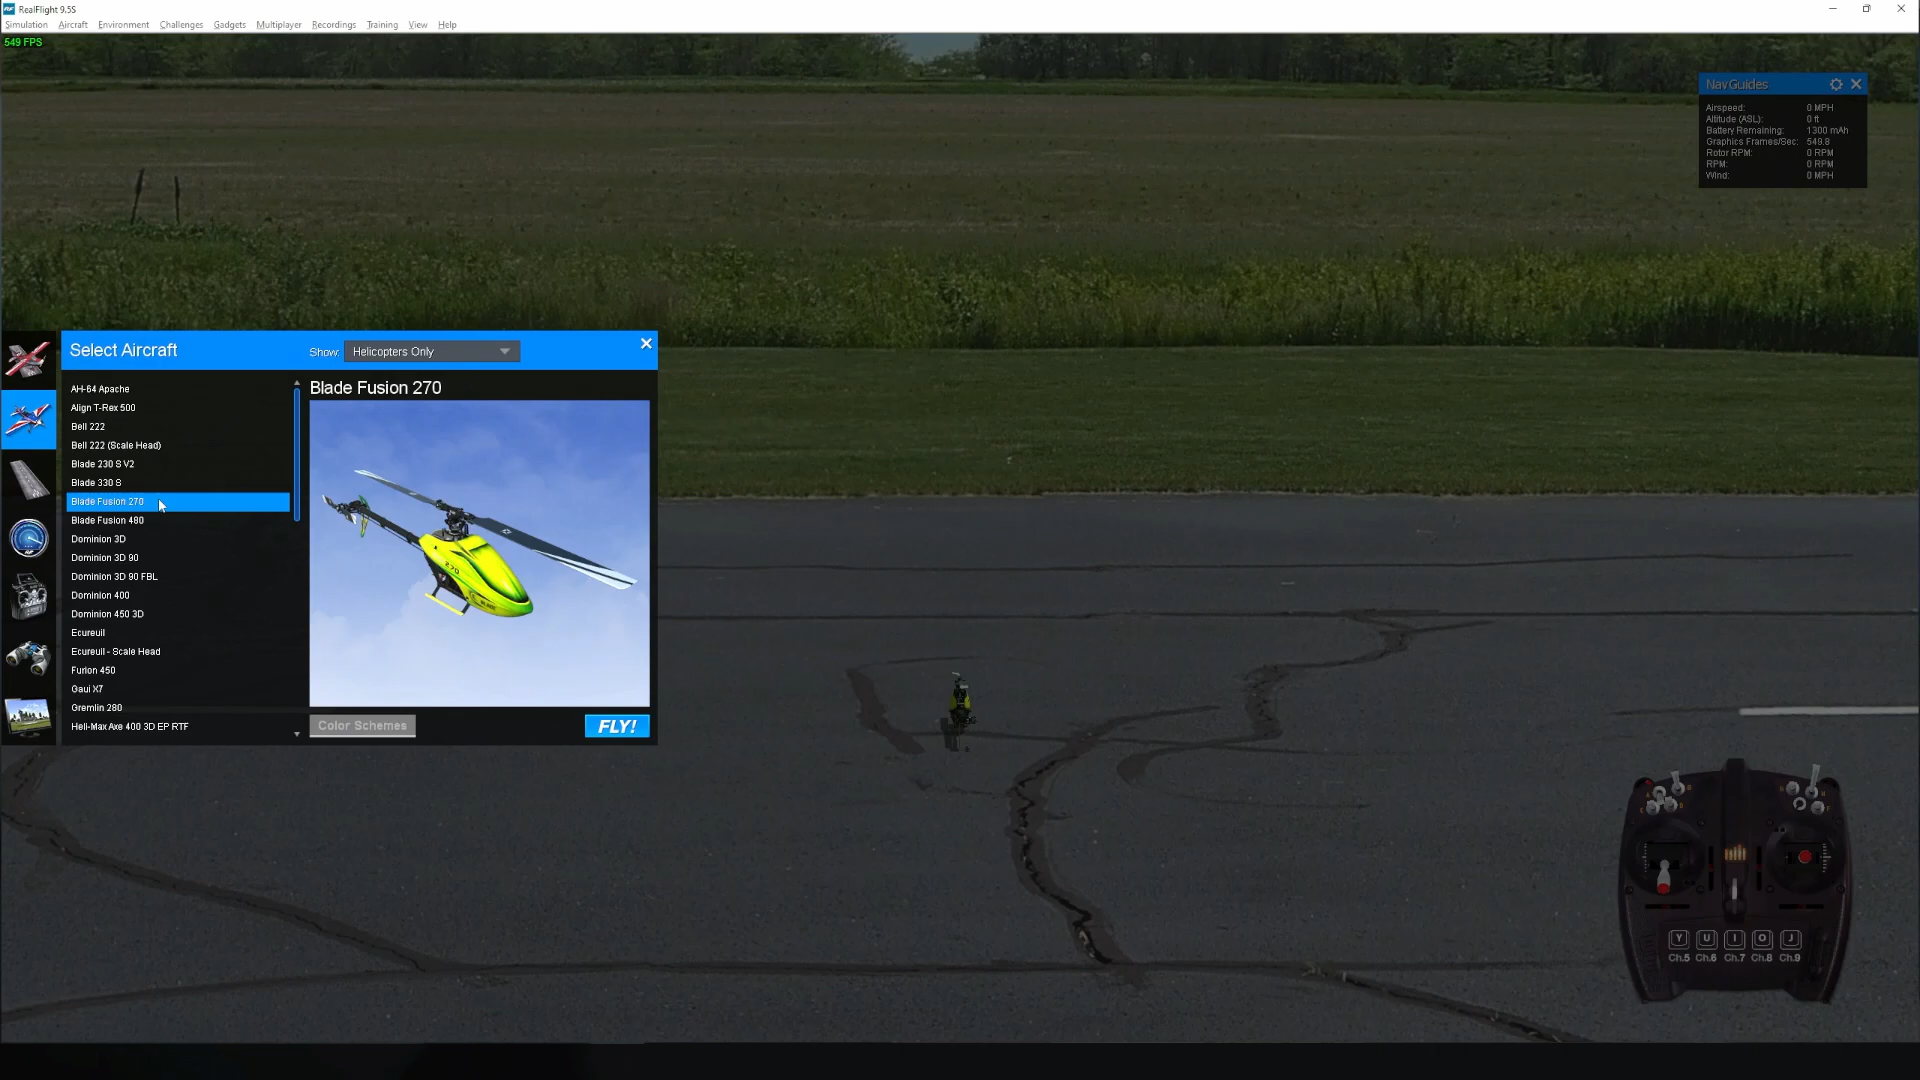 RealFlight 9.5S
Simulation Aircraft Environment Challenges Gadgets Multiplayer Recordings Training View Help
549 FPS
NavGuides
Airspeed: 0 MPH
Altitude (ASL): 0 ft
Battery Remaining: 1300 mAh
Graphics Frames/Sec: 549.8
Rotor RPM: 0 RPM
RPM: 0 RPM
Wind: 0 MPH
Select Aircraft
Show: Helicopters Only
AH-64 Apache
Align T-Rex 500
Bell 222
Bell 222 (Scale Head)
Blade 230 S V2
Blade 330 S
Blade Fusion 270
Blade Fusion 480
Dominion 3D
Dominion 3D 90
Dominion 3D 90 FBL
Dominion 400
Dominion 450 3D
Ecureuil
Ecureuil - Scale Head
Furion 450
Gaui X7
Gremlin 280
Heli-Max Axe 400 3D EP RTF
Blade Fusion 270
270
Color Schemes
FLY!
Y U I O J
Ch.5 Ch.6 Ch.7 Ch.8 Ch.9